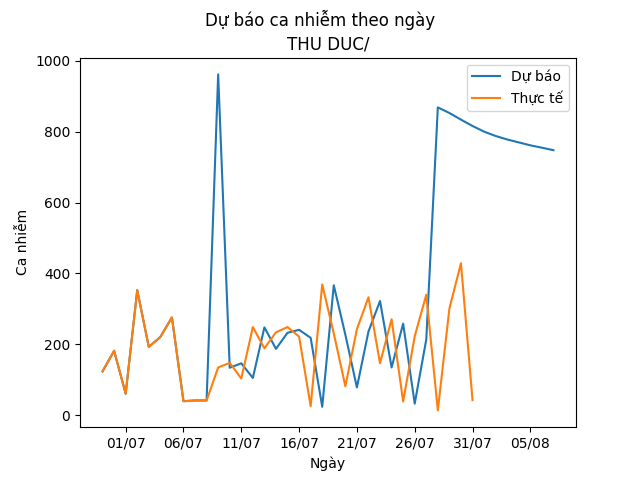 Dự báo ca nhiễm theo ngày
THU DUC/
Dự báo
Thực tế
1000
800
600
400
200
0
Ca nhiễm
01/07 06/07 11/07 16/07 21/07 26/07 31/07 05/08
Ngày